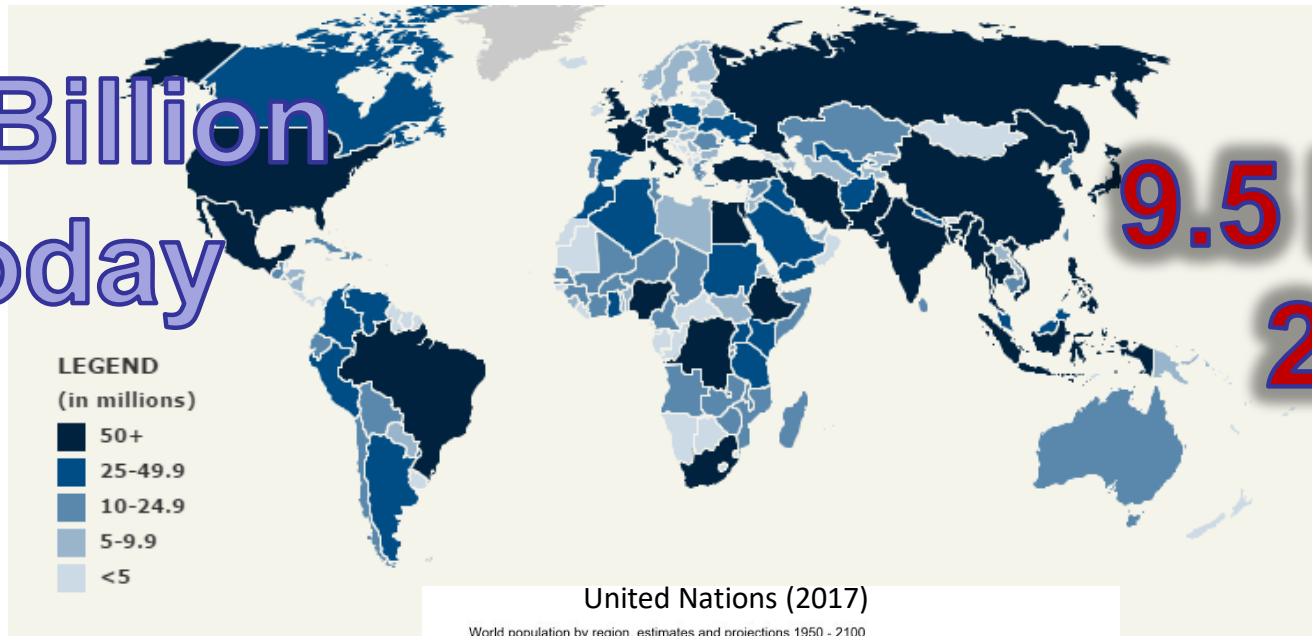 Billion
oday
9.5
2
LEGEND
(in millions)
50+
25-49.9
10-24.9
5-9.9
<5
United Nations (2017)
World population by region, estimates and projections 1950 - 2100